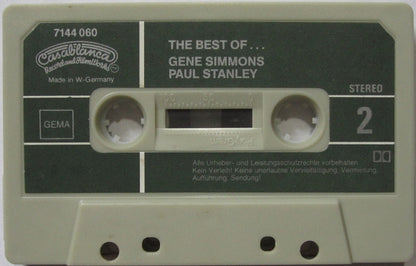 7144 060
Casablanca
Record and FilmWorks
Made in W-Germany
THE BEST OF...
GENE SIMMONS
PAUL STANLEY
STEREO
2
GEMA
Alle Urheber- und Leistungsschutzrechte vorbehalten
Kein Verleih! Keine unerlaubte Vervielfältigung, Vermietung,
Aufführung, Sendung!